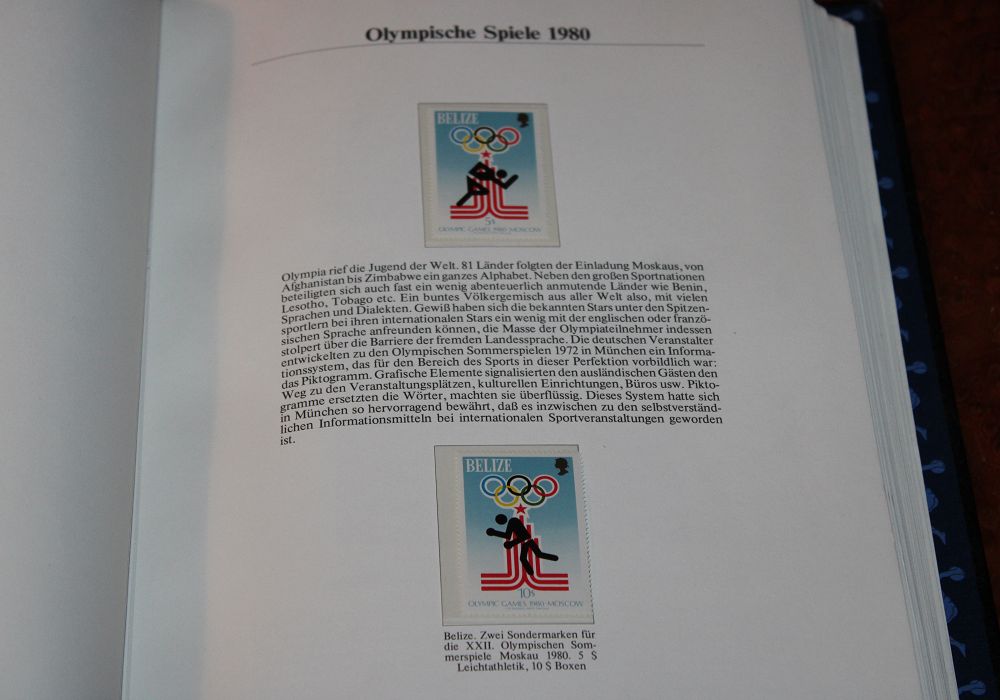 Olympische Spiele 1980
BELIZE
5$
OLYMPIC GAMES 1980 MOSCOW
Olympia rief die Jugend der Welt. 81 Länder folgten der Einladung Moskaus, von
Afghanistan bis Zimbabwe ein ganzes Alphabet. Neben den großen Sportnationen
beteiligten sich auch fast ein wenig abenteuerlich anmutende Länder wie Benin,
Lesotho, Tobago etc. Ein buntes Völkergemisch aus aller Welt also, mit vielen
Sprachen und Dialekten. Gewiß haben sich die bekannten Stars unter den Spitzen-
sportlern bei ihren internationalen Stars ein wenig mit der englischen oder franzö-
sischen Sprache anfreunden können, die Masse der Olympiateilnehmer indessen
stolpert über die Barriere der fremden Landessprache. Die deutschen Veranstalter
entwickelten zu den Olympischen Sommerspielen 1972 in München ein Informa-
tionssystem, das für den Bereich des Sports in dieser Perfektion vorbildlich war:
das Piktogramm. Grafische Elemente signalisierten den ausländischen Gästen den
Weg zu den Veranstaltungsplätzen, kulturellen Einrichtungen, Büros usw. Pikto-
gramme ersetzten die Wörter, machten sie überflüssig. Dieses System hatte sich
in München so hervorragend bewährt, daß es inzwischen zu den selbstverständ-
lichen Informationsmitteln bei internationalen Sportveranstaltungen geworden
ist.
BELIZE
10$
OLYMPIC GAMES 1980-MOSCOW
Belize. Zwei Sondermarken für
die XXII. Olympischen Som-
merspiele Moskau 1980. 5 $
Leichtathletik, 10 $ Boxen